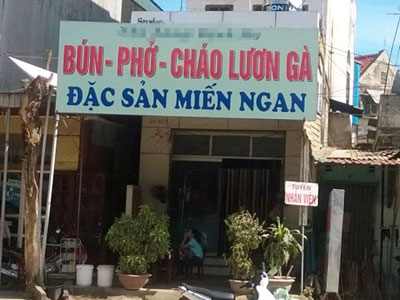 BÚN - PHỞ - CHÁO LƯƠN GÀ
ĐẶC SẢN MIẾN NGAN
TUYỂN
NHÂN VIÊN